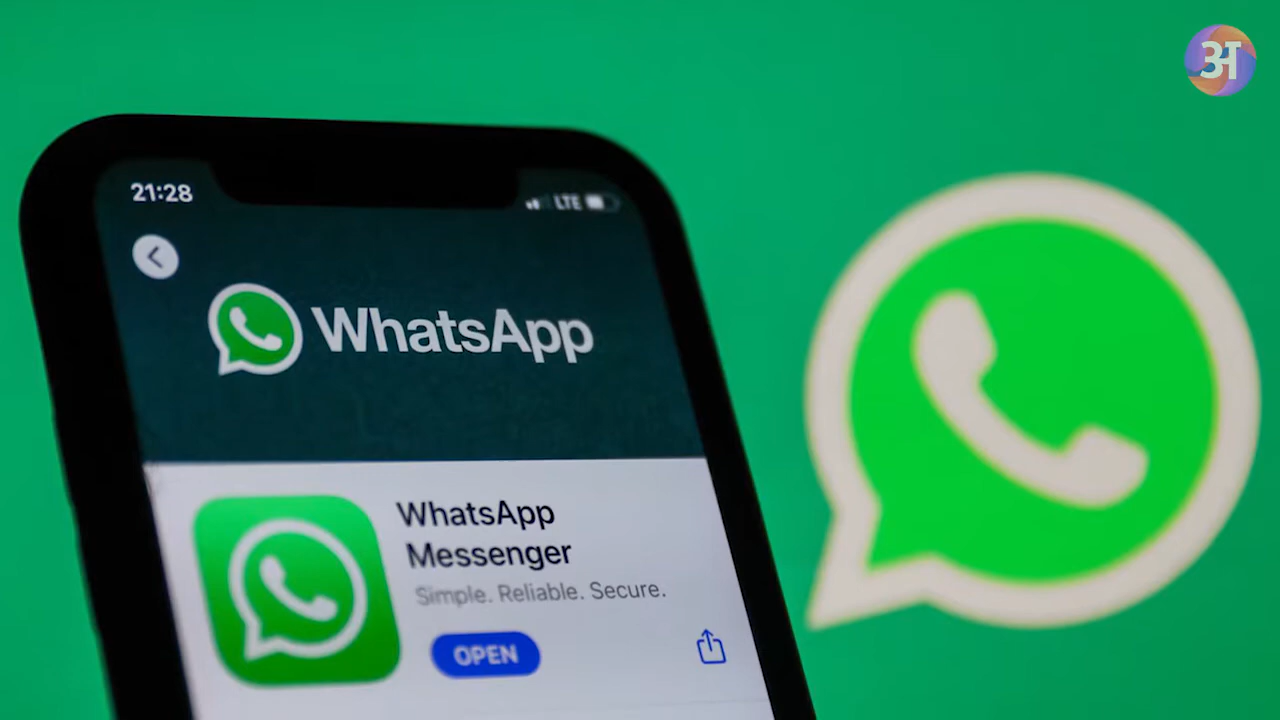 अ
21:28
LTE
WhatsApp
WhatsApp
Messenger
Simple. Reliable. Secure.
OPEN